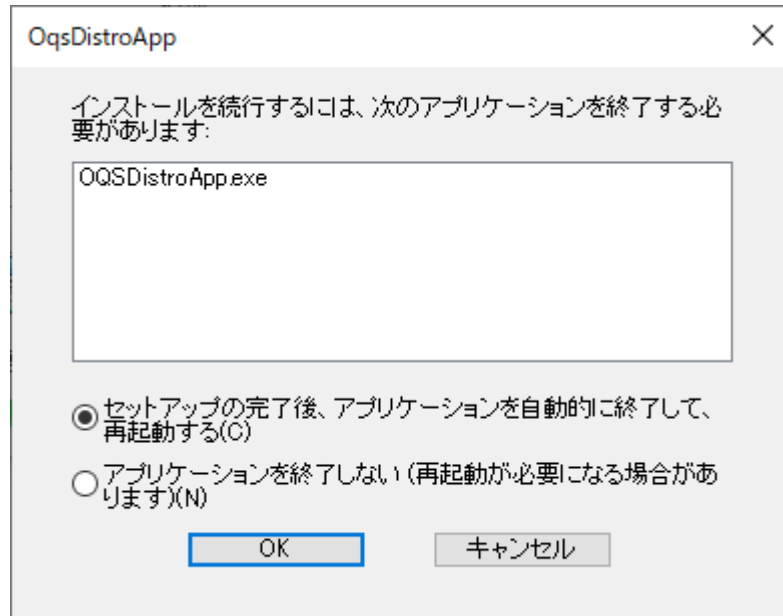 OqsDistroApp
インストールを続行するには、次のアプリケーションを終了する必
要があります:
OQSDistroApp.exe
セットアップの完了後、アプリケーションを自動的に終了して、
再起動する(C)
アプリケーションを終了しない (再起動が必要になる場合があ
ります)(N)
OK
キャンセル